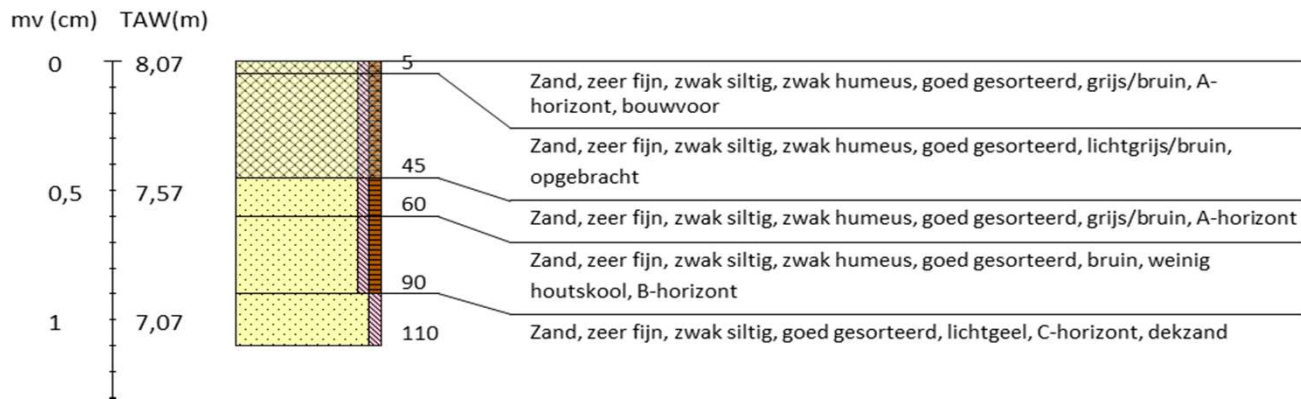 mv (cm) TAW(m)
0 8,07
5
Zand, zeer fijn, zwak siltig, zwak humeus, goed gesorteerd, grijs/bruin, A-
horizont, bouwvoor
Zand, zeer fijn, zwak siltig, zwak humeus, goed gesorteerd, lichtgrijs/bruin,
opgebracht
45
0,5 7,57
60
Zand, zeer fijn, zwak siltig, zwak humeus, goed gesorteerd, grijs/bruin, A-horizont
Zand, zeer fijn, zwak siltig, zwak humeus, goed gesorteerd, bruin, weinig
houtskool, B-horizont
90
1 7,07
110
Zand, zeer fijn, zwak siltig, goed gesorteerd, lichtgeel, C-horizont, dekzand